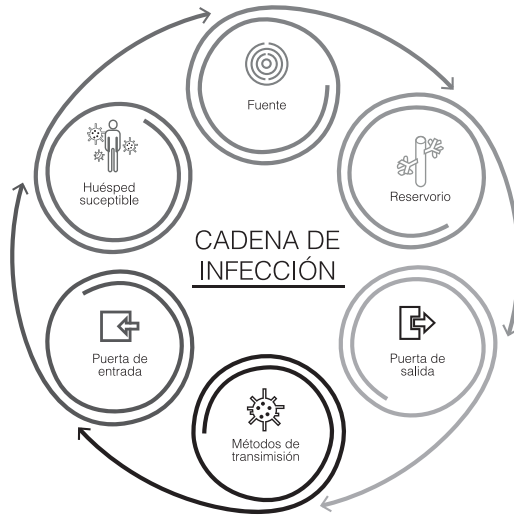 Fuente
Reservorio
Puerta de
salida
Métodos de
transimisión
Puerta de
entrada
Huésped
suceptible
CADENA DE
INFECCIÓN